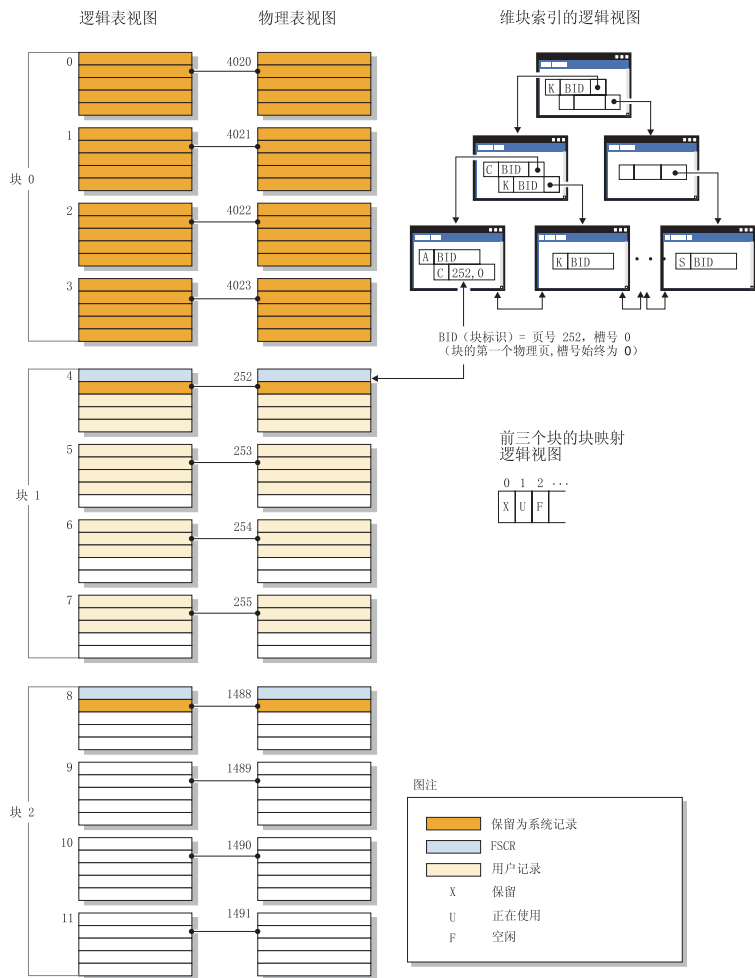 逻辑表视图
物理表视图
维块索引的逻辑视图
块 0
0
4020
1
4021
2
4022
3
4023
块 1
4
252
5
253
6
254
7
255
块 2
8
1488
9
1489
10
1490
11
1491
K BID
C BID
K BID
A BID
C 252,0
K BID
· · ·
S BID
BID（块标识）= 页号 252，槽号 0
（块的第一个物理页,槽号始终为 0）
前三个块的块映射
逻辑视图
0 1 2 ···
X U F
图注
保留为系统记录
FSCR
用户记录
X 保留
U 正在使用
F 空闲